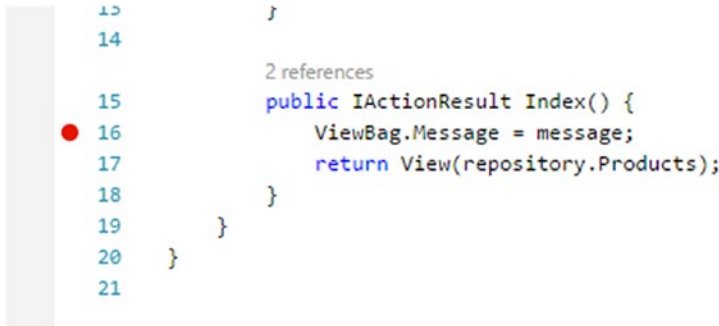 13 }
14
2 references
15 public IActionResult Index() {
16 ViewBag.Message = message;
17 return View(repository.Products);
18 }
19 }
20 }
21